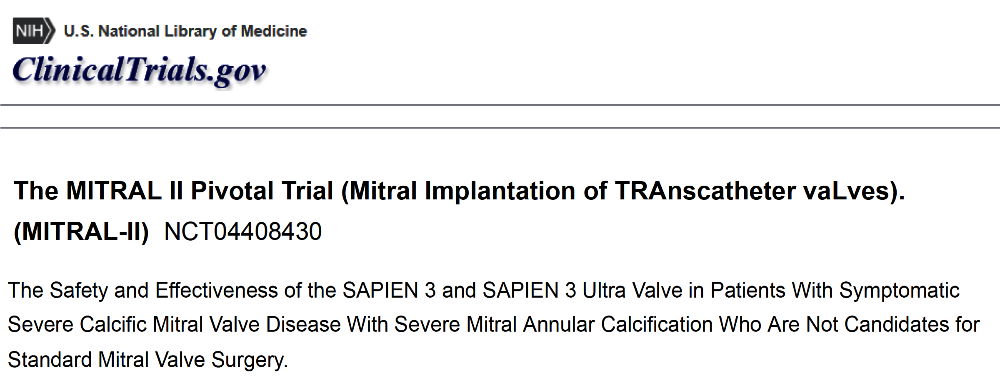 NIH U.S. National Library of Medicine
ClinicalTrials.gov
The MITRAL II Pivotal Trial (Mitral Implantation of TRAnscatheter vaLves).
(MITRAL-II) NCT04408430
The Safety and Effectiveness of the SAPIEN 3 and SAPIEN 3 Ultra Valve in Patients With Symptomatic
Severe Calcific Mitral Valve Disease With Severe Mitral Annular Calcification Who Are Not Candidates for
Standard Mitral Valve Surgery.